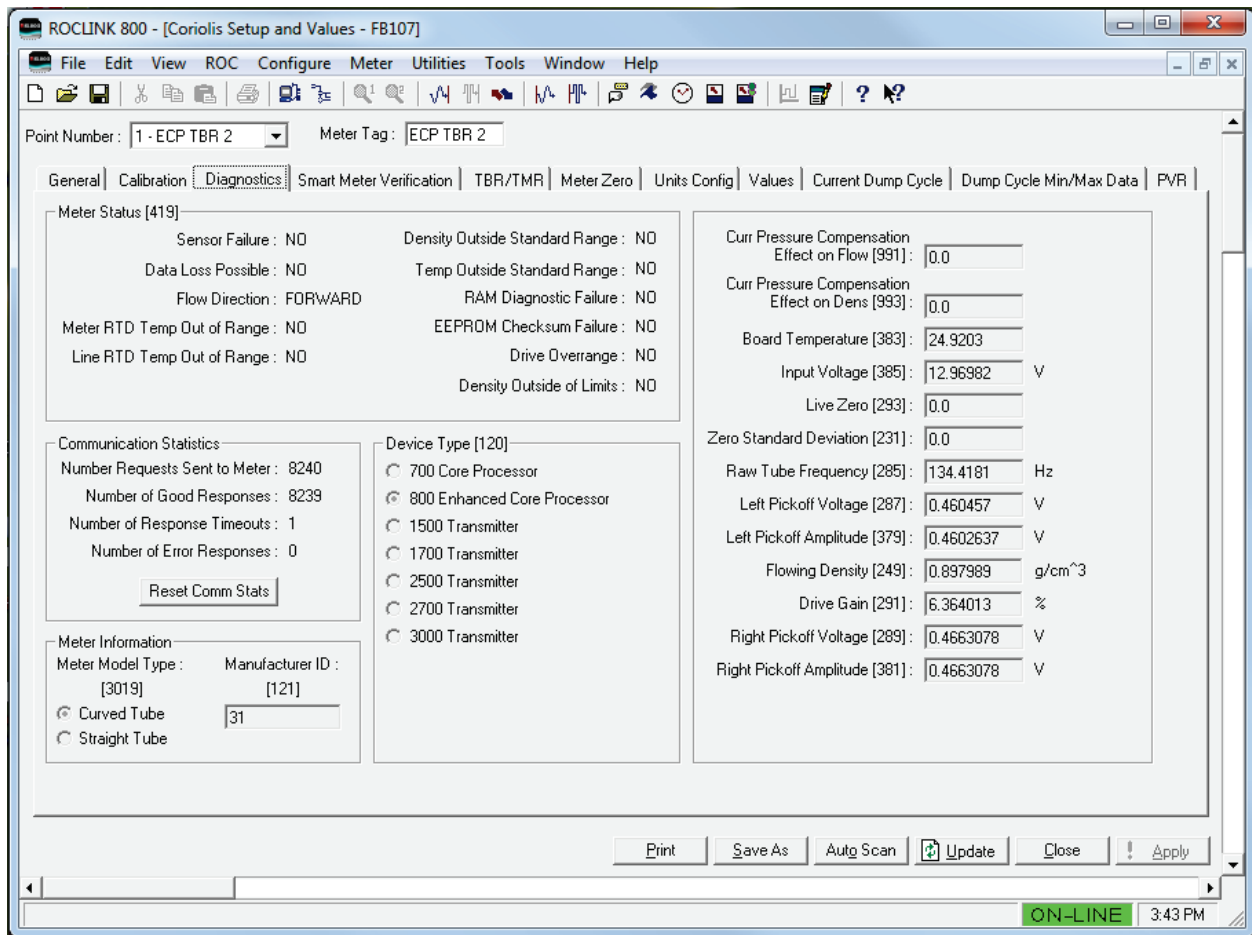 ROCLINK 800 - [Coriolis Setup and Values - FB107]
File Edit View ROC Configure Meter Utilities Tools Window Help
Point Number : 1 - ECP TBR 2 Meter Tag : ECP TBR 2
General Calibration Diagnostics Smart Meter Verification TBR/TMR Meter Zero Units Config Values Current Dump Cycle Dump Cycle Min/Max Data PVR
Meter Status [419]
Sensor Failure : NO
Data Loss Possible : NO
Flow Direction : FORWARD
Meter RTD Temp Out of Range : NO
Line RTD Temp Out of Range : NO
Density Outside Standard Range : NO
Temp Outside Standard Range : NO
RAM Diagnostic Failure : NO
EEPROM Checksum Failure : NO
Drive Overrange : NO
Density Outside of Limits : NO
Communication Statistics
Number Requests Sent to Meter : 8240
Number of Good Responses : 8239
Number of Response Timeouts : 1
Number of Error Responses : 0
Reset Comm Stats
Meter Information
Meter Model Type : Manufacturer ID :
[3019] [121]
Curved Tube 31
Straight Tube
Device Type [120]
700 Core Processor
800 Enhanced Core Processor
1500 Transmitter
1700 Transmitter
2500 Transmitter
2700 Transmitter
3000 Transmitter
Curr Pressure Compensation
Effect on Flow [991] : 0.0
Curr Pressure Compensation
Effect on Dens [993] : 0.0
Board Temperature [383] : 24.9203
Input Voltage [385] : 12.96982 V
Live Zero [293] : 0.0
Zero Standard Deviation [231] : 0.0
Raw Tube Frequency [285] : 134.4181 Hz
Left Pickoff Voltage [287] : 0.460457 V
Left Pickoff Amplitude [379] : 0.4602637 V
Flowing Density [249] : 0.897989 g/cm^3
Drive Gain [291] : 6.364013 %
Right Pickoff Voltage [289] : 0.4663078 V
Right Pickoff Amplitude [381] : 0.4663078 V
Print Save As Auto Scan Update Close ! Apply
ON-LINE 3:43 PM